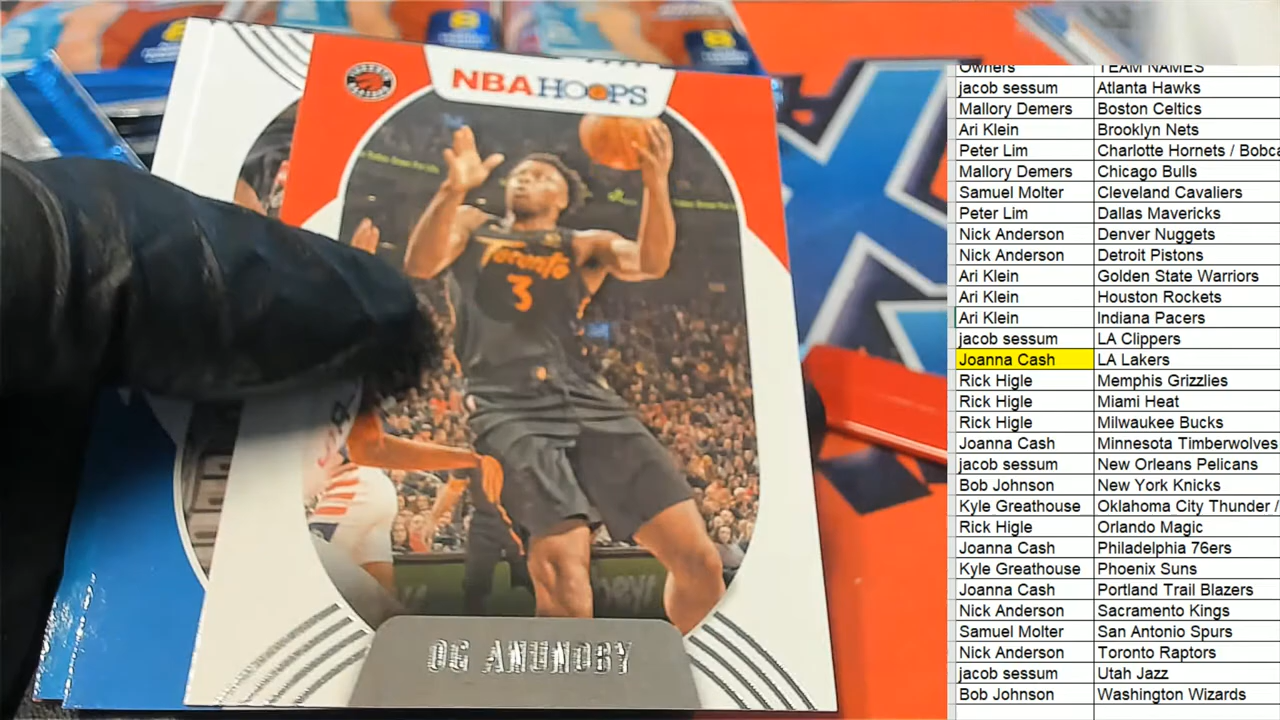 NBA HOOPS
Toronto
3
OG ANUNOBY
Owners TEAM NAMES
jacob sessum Atlanta Hawks
Mallory Demers Boston Celtics
Ari Klein Brooklyn Nets
Peter Lim Charlotte Hornets / Bobca
Mallory Demers Chicago Bulls
Samuel Molter Cleveland Cavaliers
Peter Lim Dallas Mavericks
Nick Anderson Denver Nuggets
Nick Anderson Detroit Pistons
Ari Klein Golden State Warriors
Ari Klein Houston Rockets
Ari Klein Indiana Pacers
jacob sessum LA Clippers
Joanna Cash LA Lakers
Rick Higle Memphis Grizzlies
Rick Higle Miami Heat
Rick Higle Milwaukee Bucks
Joanna Cash Minnesota Timberwolves
jacob sessum New Orleans Pelicans
Bob Johnson New York Knicks
Kyle Greathouse Oklahoma City Thunder /
Rick Higle Orlando Magic
Joanna Cash Philadelphia 76ers
Kyle Greathouse Phoenix Suns
Joanna Cash Portland Trail Blazers
Nick Anderson Sacramento Kings
Samuel Molter San Antonio Spurs
Nick Anderson Toronto Raptors
jacob sessum Utah Jazz
Bob Johnson Washington Wizards